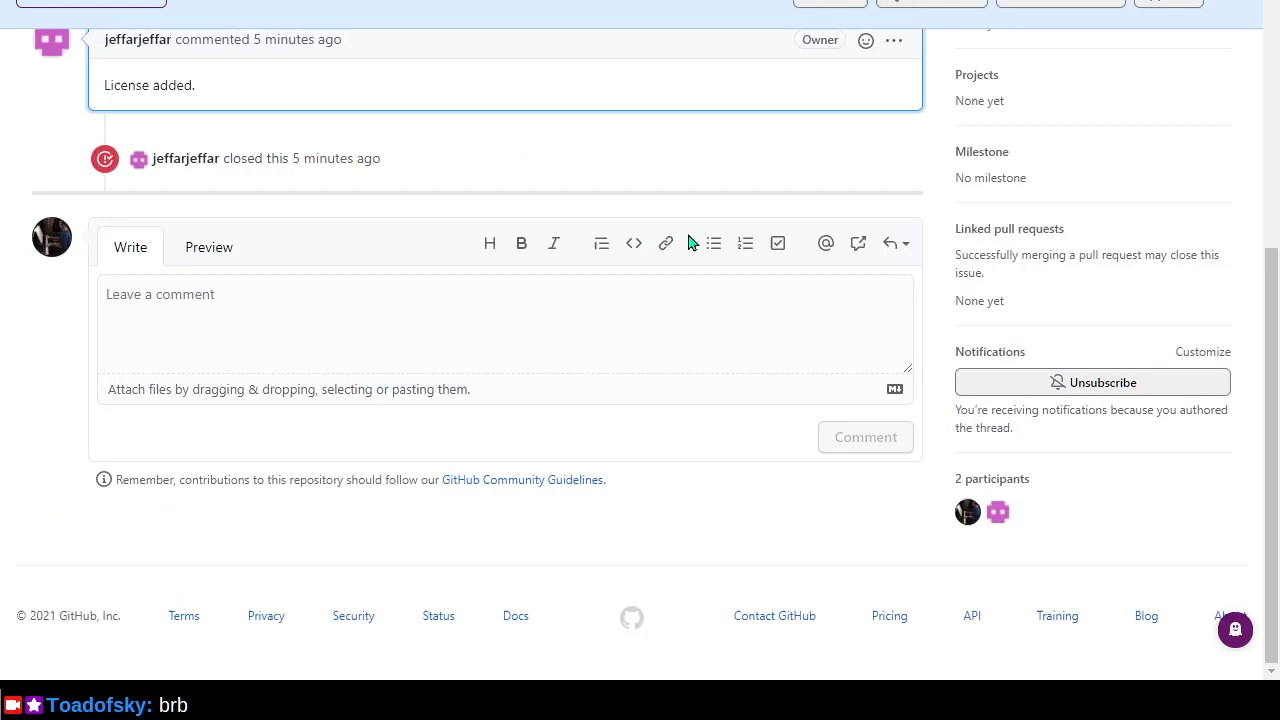 jeffarjeffar commented 5 minutes ago
Owner
License added.
jeffarjeffar closed this 5 minutes ago
Write
Preview
Leave a comment
Attach files by dragging & dropping, selecting or pasting them.
Comment
Remember, contributions to this repository should follow our GitHub Community Guidelines.
Projects
None yet
Milestone
No milestone
Linked pull requests
Successfully merging a pull request may close this
issue.
None yet
Notifications
Customize
Unsubscribe
You're receiving notifications because you authored
the thread.
2 participants
© 2021 GitHub, Inc.
Terms
Privacy
Security
Status
Docs
Contact GitHub
Pricing
API
Training
Blog
Toadofsky: brb